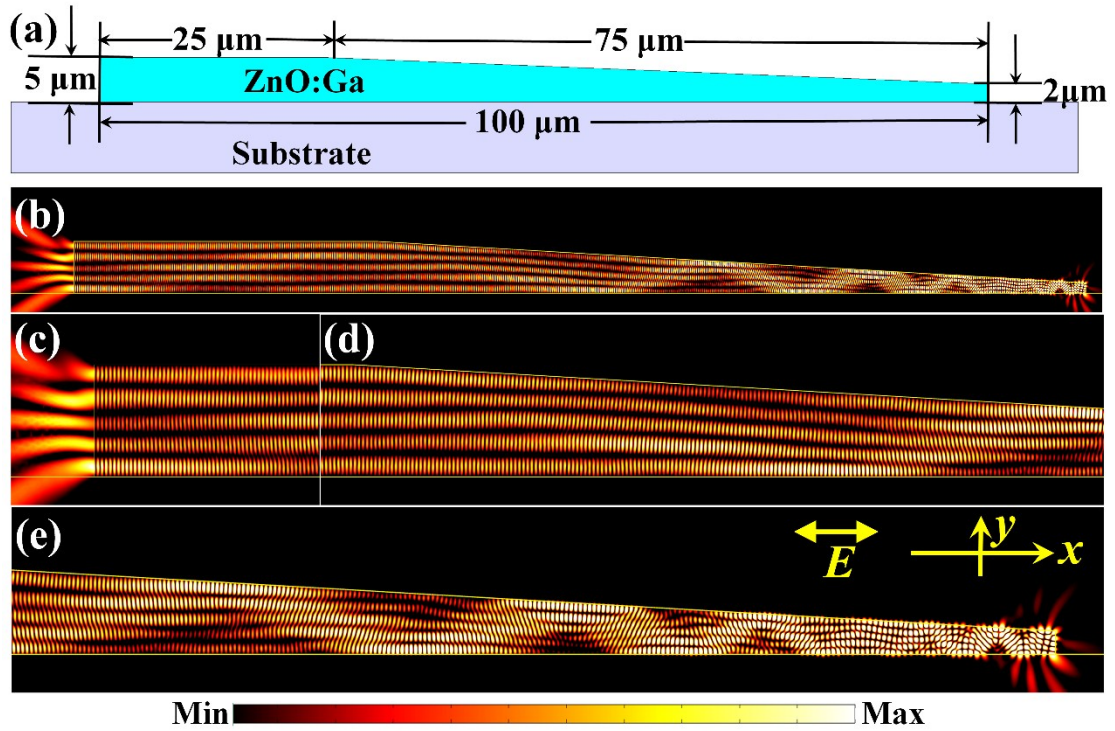 (a)
25 μm
75 μm
5 μm
ZnO:Ga
2μm
100 μm
Substrate
(b)
(c)
(d)
(e)
E
y
x
Min
Max